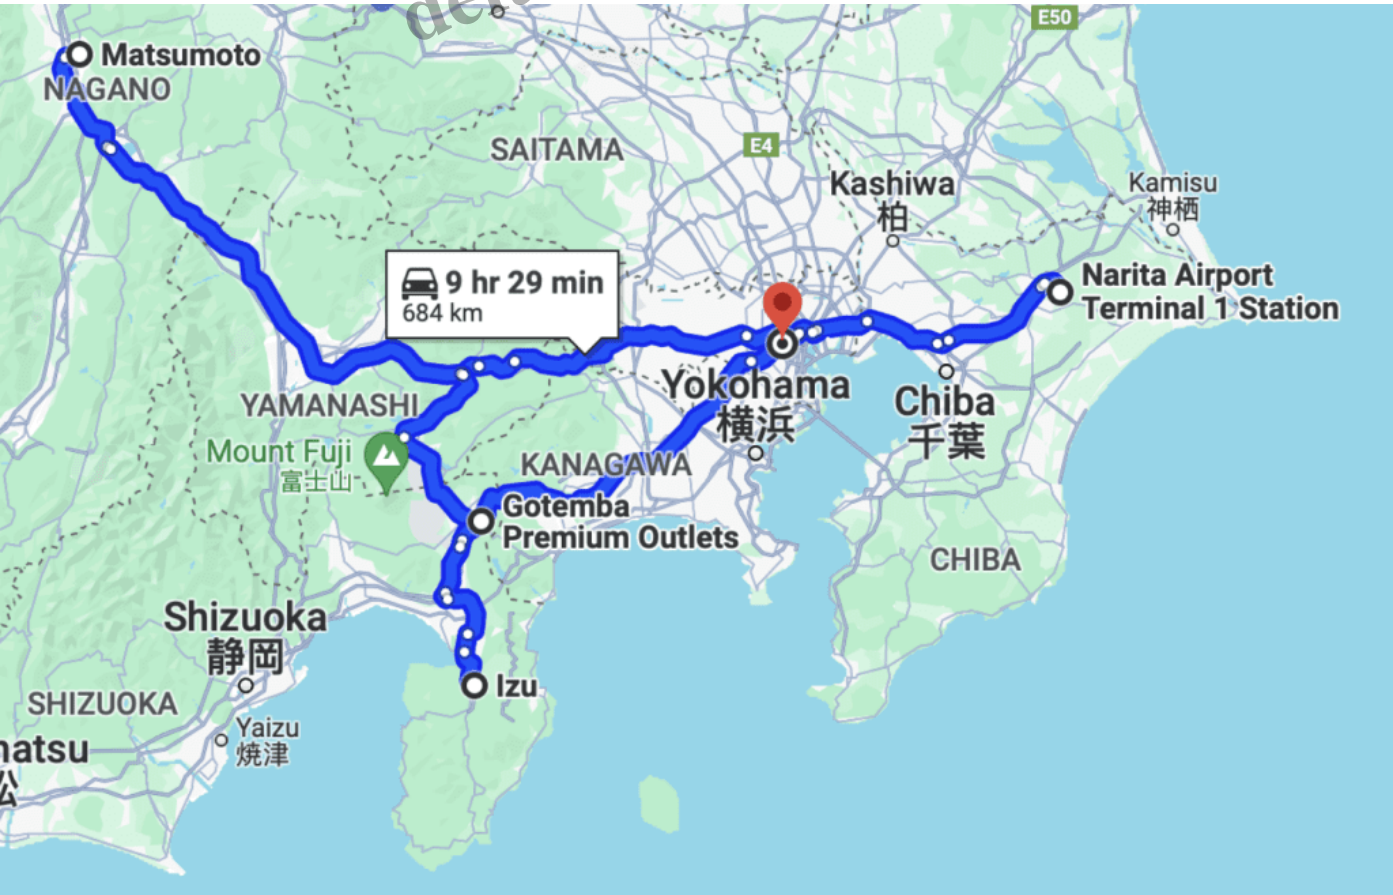 E50
Matsumoto
NAGANO
SAITAMA
E4
Kashiwa
柏
Kamisu
神栖
9 hr 29 min
684 km
Narita Airport
Terminal 1 Station
YAMANASHI
Yokohama
横浜
Chiba
千葉
Mount Fuji
富士山
KANAGAWA
Gotemba
Premium Outlets
CHIBA
Shizuoka
静岡
Izu
SHIZUOKA
Yaizu
焼津
natsu
松